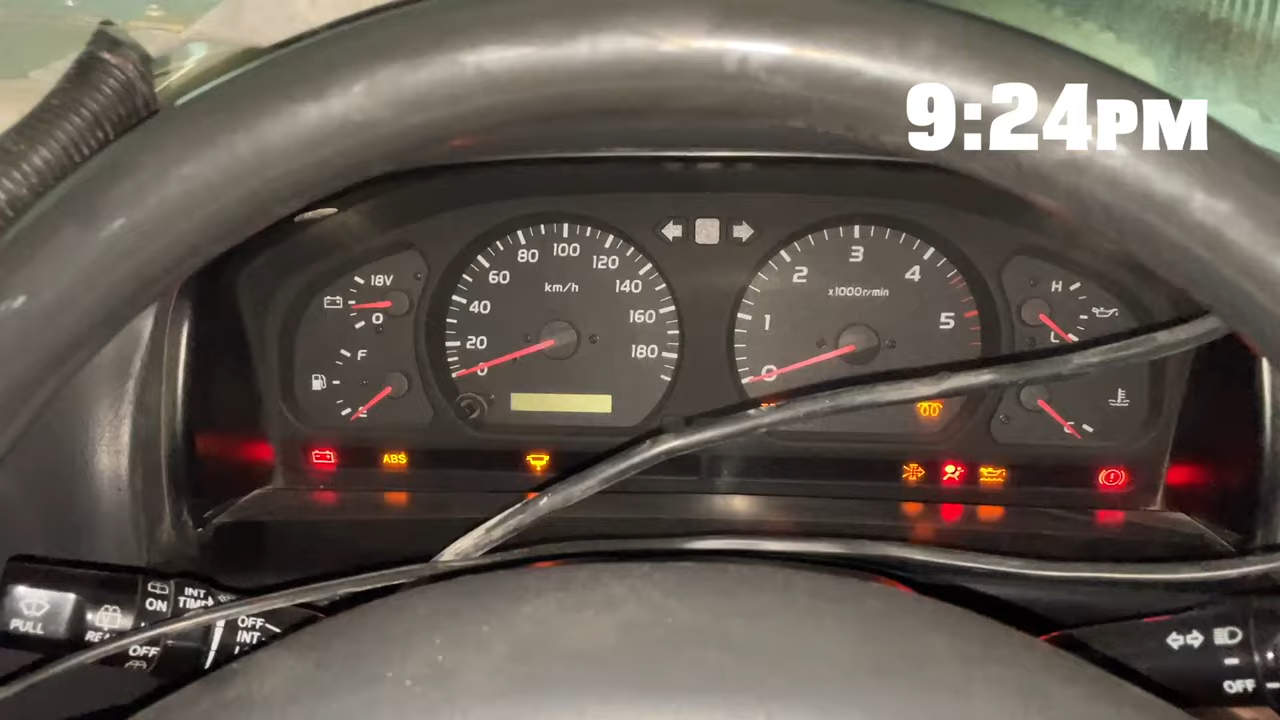 9:24PM
18V
0
F
E
0
20
40
60
80
100
120
140
160
180
km/h
0
1
2
3
4
5
x1000r/min
H
L
C
ABS
PULL
ON
OFF
INT
TIME
OFF
INT
OFF